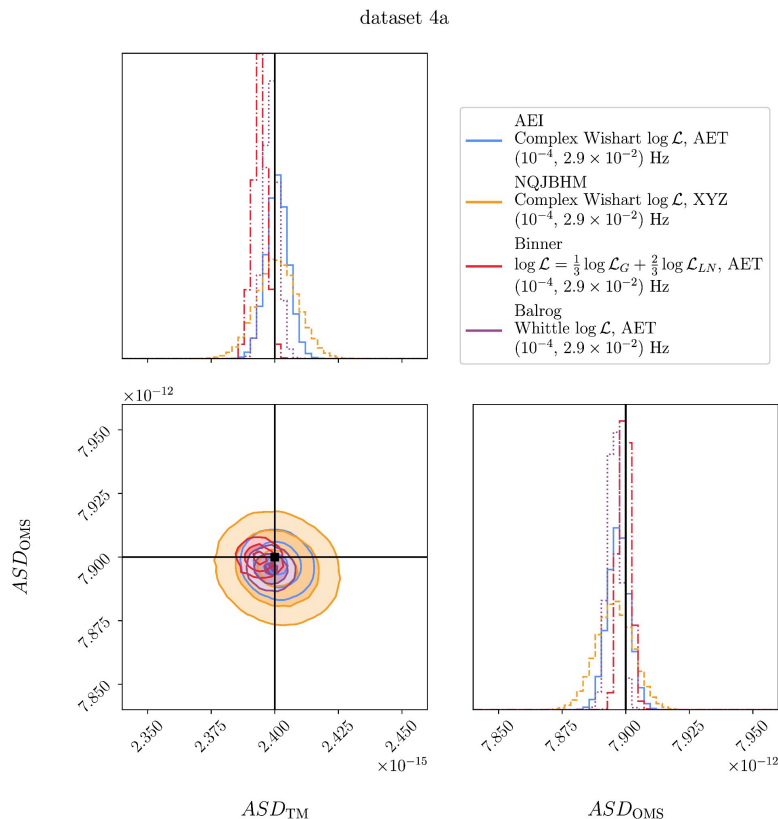 dataset 4a
AEI
Complex Wishart log ℒ, AET
(10⁻⁴, 2.9 × 10⁻²) Hz
NQJBHM
Complex Wishart log ℒ, XYZ
(10⁻⁴, 2.9 × 10⁻²) Hz
Binner
log ℒ = 1/3 log ℒ_G + 2/3 log ℒ_LN, AET
(10⁻⁴, 2.9 × 10⁻²) Hz
Balrog
Whittle log ℒ, AET
(10⁻⁴, 2.9 × 10⁻²) Hz
×10⁻¹²
7.950
7.925
7.900
7.875
7.850
ASD_OMS
2.350
2.375
2.400
2.425
2.450
×10⁻¹⁵
ASD_TM
7.850
7.875
7.900
7.925
7.950
×10⁻¹²
ASD_OMS